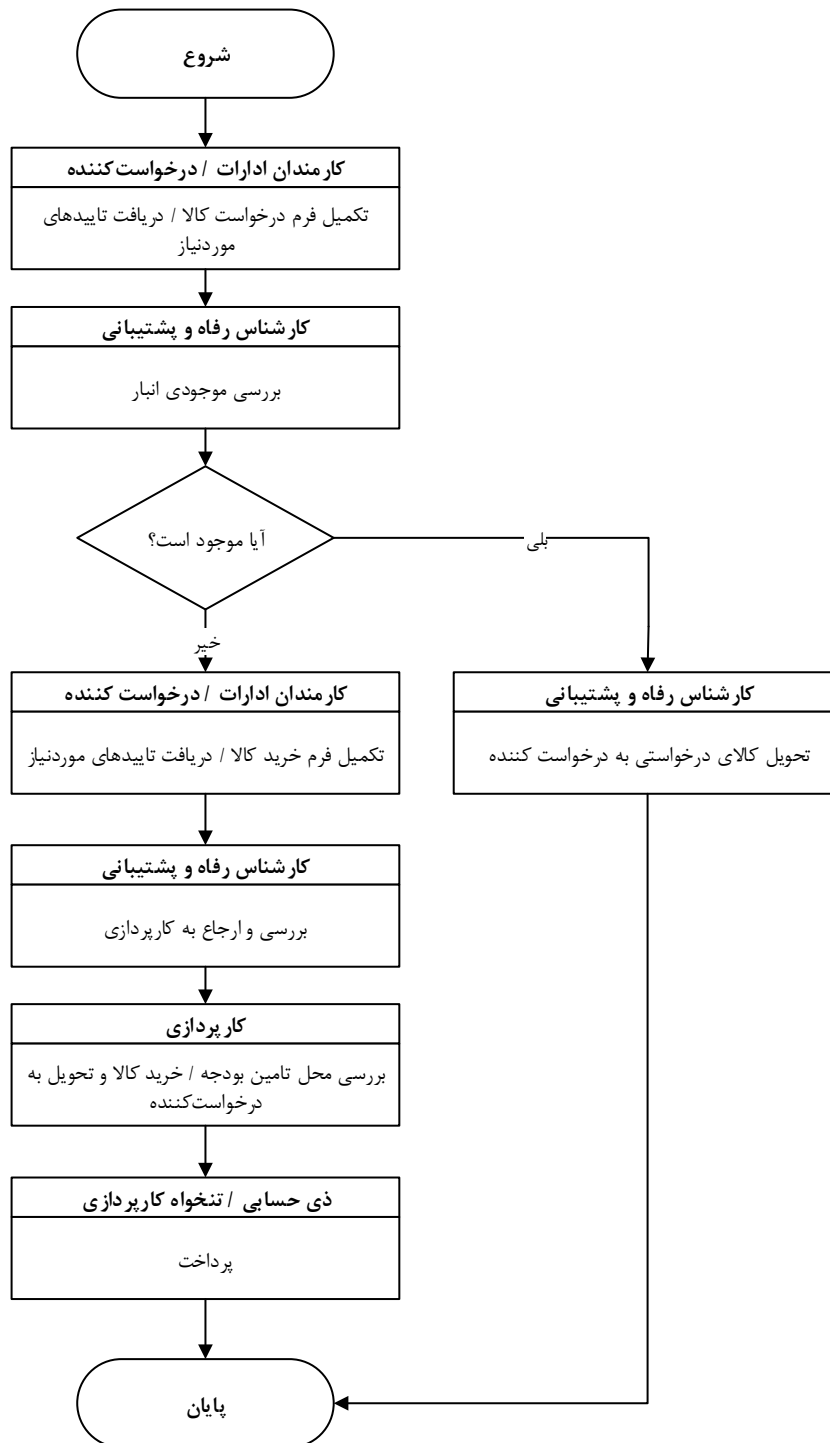 شروع
کارمندان ادارات / درخواست‌کننده
تکمیل فرم درخواست کالا / دریافت تاییدهای
موردنیاز
کارشناس رفاه و پشتیبانی
بررسی موجودی انبار
آیا موجود است؟
بلی
خیر
کارمندان ادارات / درخواست کننده
تکمیل فرم خرید کالا / دریافت تاییدهای موردنیاز
کارشناس رفاه و پشتیبانی
تحویل کالای درخواستی به درخواست کننده
کارشناس رفاه و پشتیبانی
بررسی و ارجاع به کارپردازی
کارپردازی
بررسی محل تامین بودجه / خرید کالا و تحویل به
درخواست‌کننده
ذی حسابی / تنخواه کارپردازی
پرداخت
پایان